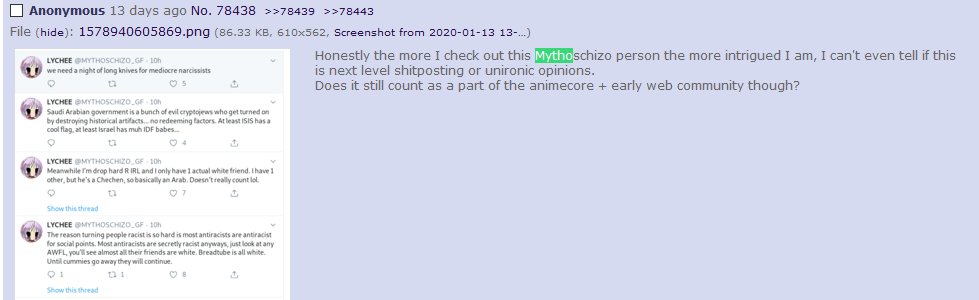 Anonymous 13 days ago No. 78438 >>78439 >>78443
File (hide): 1578940605869.png (86.33 KB, 610x562, Screenshot from 2020-01-13 13-...)
LYCHEE @MYTHOSCHIZO_GF · 10h
we need a night of long knives for mediocre narcissists
5
LYCHEE @MYTHOSCHIZO_GF · 10h
Saudi Arabian government is a bunch of evil cryptojews who get turned on
by destroying historical artifacts... no redeeming factors. At least ISIS has a
cool flag, at least Israel has muh IDF babes...
4
LYCHEE @MYTHOSCHIZO_GF · 10h
Meanwhile I'm drop hard R IRL and I only have 1 actual white friend. I have 1
other, but he's a Chechen, so basically an Arab. Doesn't really count lol.
7
Show this thread
LYCHEE @MYTHOSCHIZO_GF · 10h
The reason turning people racist is so hard is most antiracists are antiracist
for social points. Most antiracists are secretly racist anyways, just look at any
AWFL, you'll see almost all their friends are white. Breadtube is all white.
Until cummies go away they will continue.
1 1 8
Show this thread
Honestly the more I check out this Mythoschizo person the more intrigued I am, I can't even tell if this
is next level shitposting or unironic opinions.
Does it still count as a part of the animecore + early web community though?